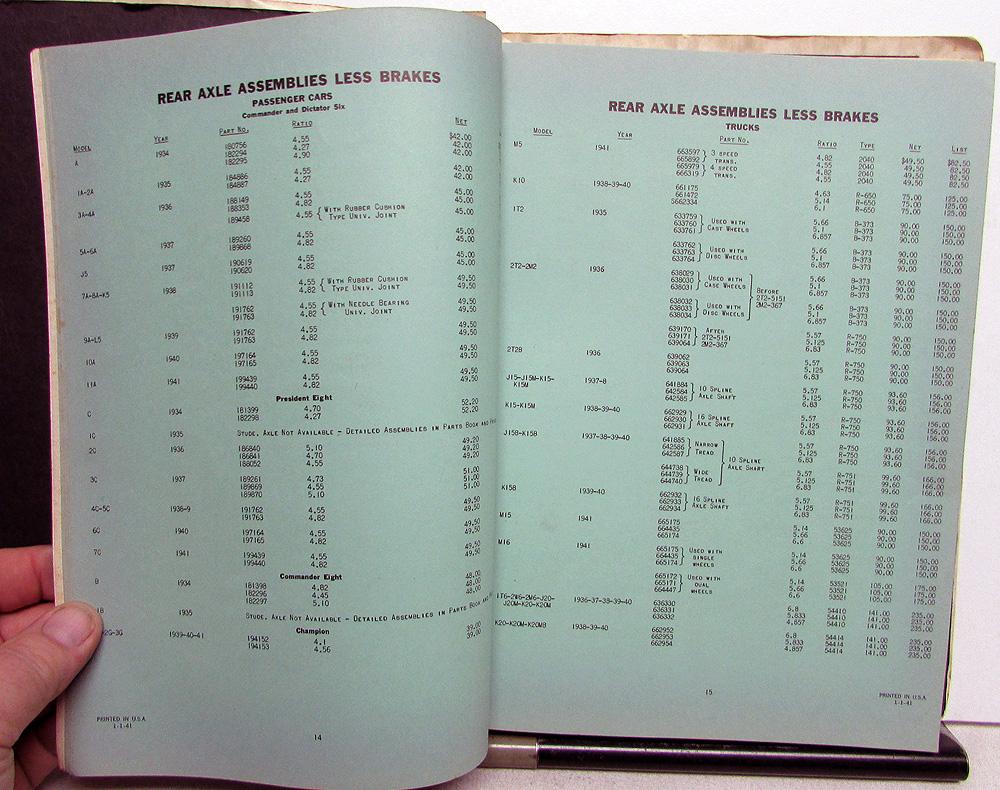 REAR AXLE ASSEMBLIES LESS BRAKES
PASSENGER CARS
Commander and Dictator Six
MODEL YEAR PART NO. RATIO NET
A 1934 180756 4.55 $42.00
182294 4.27 42.00
182295 4.90 42.00
1A-2A 1935 184886 4.55 42.00
184887 4.27 42.00
3A-4A 1936 188149 4.55 45.00
188353 4.82 45.00
189458 4.55 { WITH RUBBER CUSHION TYPE UNIV. JOINT 45.00
5A-6A 1937 189260 4.55 45.00
189868 4.82 45.00
J5 1937 190619 4.55 45.00
190620 4.82 45.00
7A-8A-K5 1938 191112 4.55 { WITH RUBBER CUSHION 49.50
191113 4.82 TYPE UNIV. JOINT 49.50
191762 4.55 { WITH NEEDLE BEARING 49.50
191763 4.82 UNIV. JOINT 49.50
9A-L5 1939 191762 4.55 49.50
191763 4.82 49.50
10A 1940 197164 4.55 49.50
197165 4.82 49.50
11A 1941 199439 4.55 49.50
199440 4.82 49.50
President Eight
C 1934 181399 4.70 52.20
182298 4.27 52.20
1C 1935 STUDE. AXLE NOT AVAILABLE - DETAILED ASSEMBLIES IN PARTS BOOK AND
2C 1936 186840 5.10 49.20
186841 4.70 49.20
188052 4.55 49.20
3C 1937 189261 4.73 51.00
189869 4.55 51.00
189870 5.10 51.00
4C-5C 1938-9 191762 4.55 49.50
191763 4.82 49.50
6C 1940 197164 4.55 49.50
197165 4.82 49.50
7C 1941 199439 4.55 49.50
199440 4.82 49.50
Commander Eight
B 1934 181398 4.82 48.00
182296 4.45 48.00
182297 5.10 48.00
1B 1935 STUDE. AXLE NOT AVAILABLE - DETAILED ASSEMBLIES IN PARTS BOOK AND
Champion
2G-3G 1939-40-41 194152 4.1 39.00
194153 4.56 39.00
PRINTED IN U.S.A.
1-1-41
14
REAR AXLE ASSEMBLIES LESS BRAKES
TRUCKS
MODEL YEAR PART NO. RATIO TYPE NET LIST
M5 1941 663597 } 3 SPEED 4.82 2040 $49.50 $82.50
665892 TRANS. 4.55 2040 49.50 82.50
665979 } 4 SPEED 4.82 2040 49.50 82.50
666319 TRANS. 4.55 2040 49.50 82.50
K10 1938-39-40 661175 4.63 R-650 75.00 125.00
661472 5.14 R-650 75.00 125.00
5662334 75.00 125.00
1T2 1935 633759 5.66 B-373 90.00 150.00
633760 } USED WITH 5.1 B-373 90.00 150.00
633761 CAST WHEELS 6.857 B-373 90.00 150.00
633762 5.66 B-373 90.00 150.00
633763 } USED WITH 5.1 B-373 90.00 150.00
633764 DISC WHEELS 6.857 B-373 90.00 150.00
2T2-2M2 1936 638029 5.66 B-373 90.00 150.00
638030 } USED WITH 5.1 B-373 90.00 150.00
638031 CASE WHEELS 6.857 B-373 90.00 150.00
BEFORE
2T2-5151
2M2-367
638032 5.66 B-373 90.00 150.00
638033 } USED WITH 5.1 B-373 90.00 150.00
638034 DISC WHEELS 6.857 B-373 90.00 150.00
639170 AFTER 5.57 R-750 90.00 150.00
639171 } 2T2-5151 5.125 R-750 90.00 150.00
639064 2M2-367 6.83 R-750 90.00 150.00
2T2B 1936 639062 5.57 R-750 90.00 150.00
639063 5.125 R-750 90.00 150.00
639064 6.83 R-750 90.00 150.00
J15-J15M-K15- 1937-8 641884 5.57 R-750 93.60 156.00
K15M 642584 } 10 SPLINE 5.125 R-750 93.60 156.00
642585 AXLE SHAFT 6.83 R-750 93.60 156.00
K15-K15M 1938-39-40 662929 5.57 R-750 93.60 156.00
662930 } 16 SPLINE 5.125 R-750 93.60 156.00
662931 AXLE SHAFT 6.83 R-750 93.60 156.00
J15B-K15B 1937-38-39-40 641885 NARROW 5.57 R-750 93.60 156.00
642586 } TREAD 5.125 R-750 93.60 156.00
642587 6.83 R-750 93.60 156.00
10 SPLINE
AXLE SHAFT
644738 WIDE 5.57 R-751 99.60 166.00
644739 } TREAD 5.125 R-751 99.60 166.00
644740 6.83 R-751 99.60 166.00
K15B 1939-40 662932 5.57 R-751 99.60 166.00
662933 } 16 SPLINE 5.125 R-751 99.60 166.00
662934 AXLE SHAFT 6.83 R-751 99.60 166.00
M15 1941 665175 5.14 53625 90.00 150.00
664435 5.66 53625 90.00 150.00
665174 6.6 53625 90.00 150.00
M16 1941 665175 USED WITH 5.14 53625 90.00 150.00
664435 } SINGLE 5.66 53625 90.00 150.00
665174 WHEELS 6.6 53625 90.00 150.00
665172 USED WITH 5.14 53521 105.00 175.00
665171 } DUAL 5.66 53521 105.00 175.00
664447 WHEELS 6.6 53521 105.00 175.00
1T6-2W6-2M6-J20- 1936-37-38-39-40 636330 6.8 54410 141.00 235.00
J20M-K20-K20M 636331 5.833 54410 141.00 235.00
636332 4.857 54410 141.00 235.00
K20-K20M-K20MB 1938-39-40 662952 6.8 54414 141.00 235.00
662953 5.833 54414 141.00 235.00
662954 4.857 54414 141.00 235.00
15
PRINTED IN U.S.A.
1-1-41